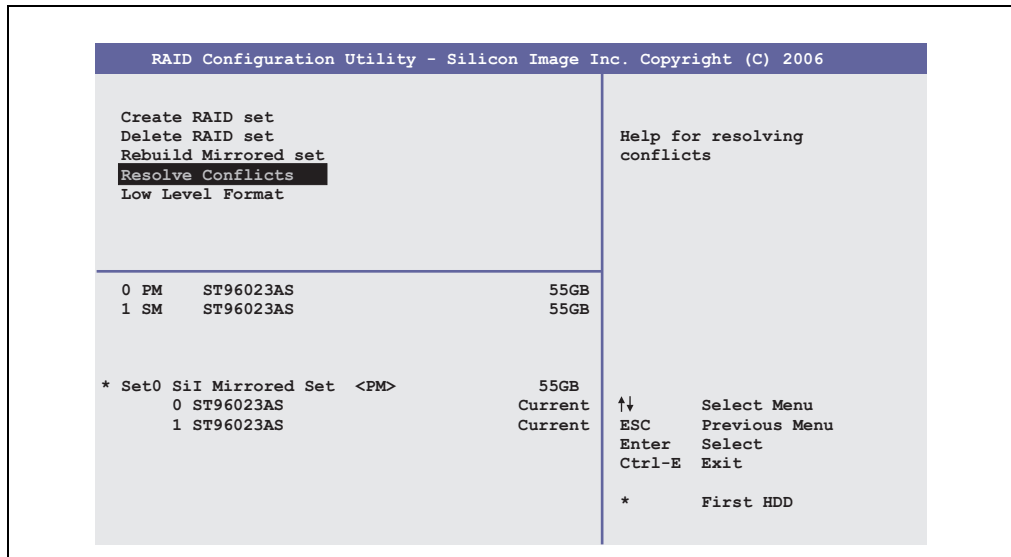 RAID Configuration Utility - Silicon Image Inc. Copyright (C) 2006
Create RAID set
Delete RAID set
Rebuild Mirrored set
Resolve Conflicts
Low Level Format
Help for resolving
conflicts
0 PM ST96023AS 55GB
1 SM ST96023AS 55GB
* Set0 SiI Mirrored Set <PM> 55GB
0 ST96023AS Current
1 ST96023AS Current
↑↓ Select Menu
ESC Previous Menu
Enter Select
Ctrl-E Exit
* First HDD